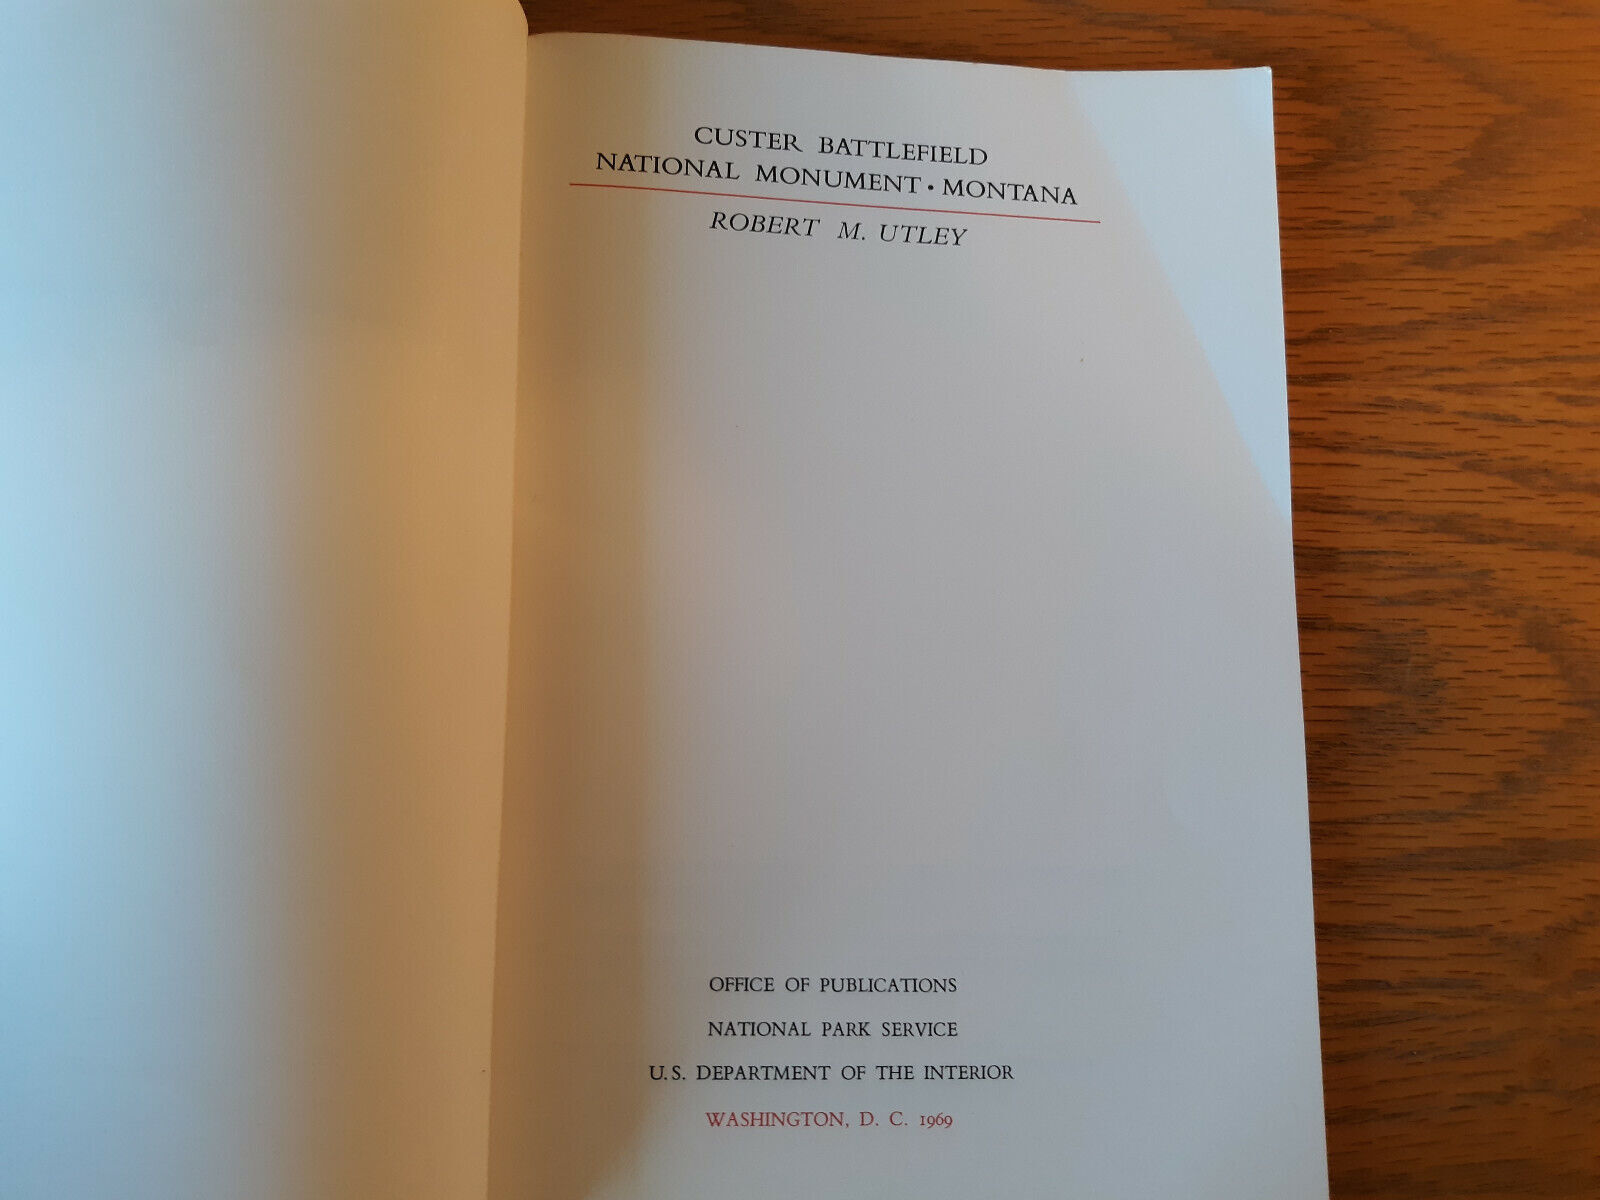 CUSTER BATTLEFIELD
NATIONAL MONUMENT • MONTANA
ROBERT M. UTLEY
OFFICE OF PUBLICATIONS
NATIONAL PARK SERVICE
U.S. DEPARTMENT OF THE INTERIOR
WASHINGTON, D. C. 1969